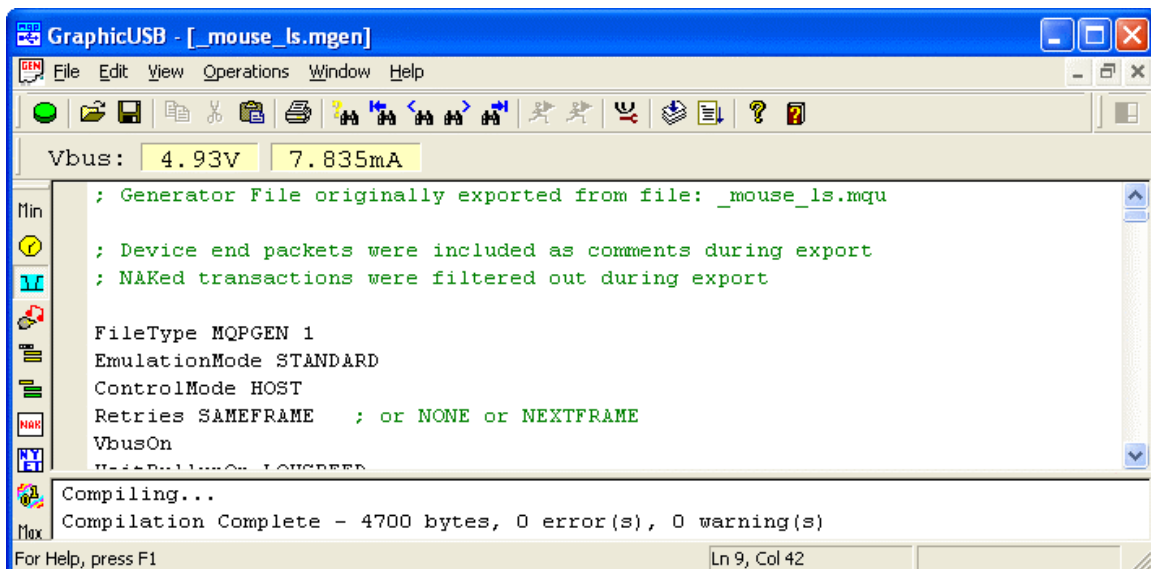 GraphicUSB - [_mouse_ls.mgen]
File Edit View Operations Window Help
Vbus: 4.93V 7.835mA
Min
; Generator File originally exported from file: _mouse_ls.mqu
; Device end packets were included as comments during export
; NAKed transactions were filtered out during export
FileType MQPGEN 1
EmulationMode STANDARD
ControlMode HOST
Retries SAMEFRAME ; or NONE or NEXTFRAME
VbusOn
NAK
NYET
Compiling...
Compilation Complete - 4700 bytes, 0 error(s), 0 warning(s)
Max
For Help, press F1
Ln 9, Col 42